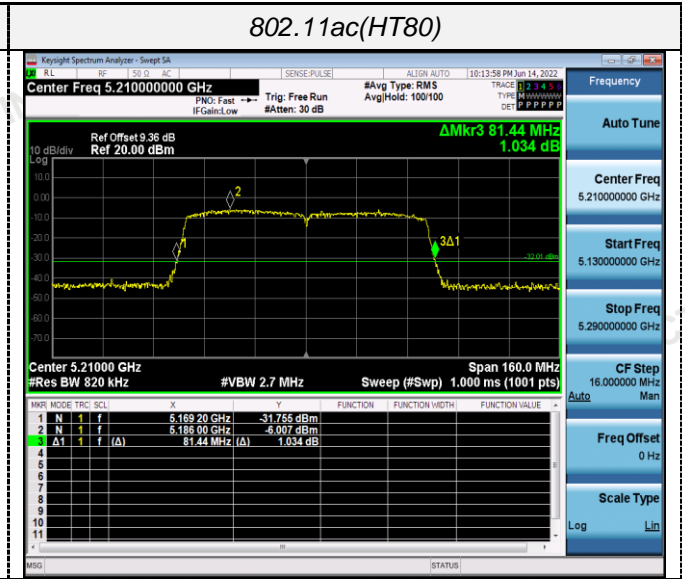 802.11ac(HT80)
Keysight Spectrum Analyzer - Swept SA
RL RF 50 Ω AC SENSE:PULSE ALIGN AUTO 10:13:58 PM Jun 14, 2022
Center Freq 5.210000000 GHz
PNO: Fast
IFGain:Low
Trig: Free Run
#Atten: 30 dB
#Avg Type: RMS
Avg|Hold: 100/100
TRACE 1 2 3 4 5 6
TYPE M WWWWW
DET P P P P P P
Ref Offset 9.36 dB
Ref 20.00 dBm
10 dB/div
Log
ΔMkr3 81.44 MHz
1.034 dB
10.0
0.00
-10.0
-20.0
-30.0
-40.0
-50.0
-60.0
-70.0
2
3Δ1
-32.01 dBm
Center 5.21000 GHz Span 160.0 MHz
#Res BW 820 kHz #VBW 2.7 MHz Sweep (#Swp) 1.000 ms (1001 pts)
MKR MODE TRC SCL X Y FUNCTION FUNCTION WIDTH FUNCTION VALUE
1 N 1 f 5.169 20 GHz -31.755 dBm
2 N 1 f 5.186 00 GHz -6.007 dBm
3 Δ1 1 f (Δ) 81.44 MHz (Δ) 1.034 dB
4
5
6
7
8
9
10
11
MSG STATUS
Frequency
Auto Tune
Center Freq
5.210000000 GHz
Start Freq
5.130000000 GHz
Stop Freq
5.290000000 GHz
CF Step
16.000000 MHz
Auto Man
Freq Offset
0 Hz
Scale Type
Log Lin